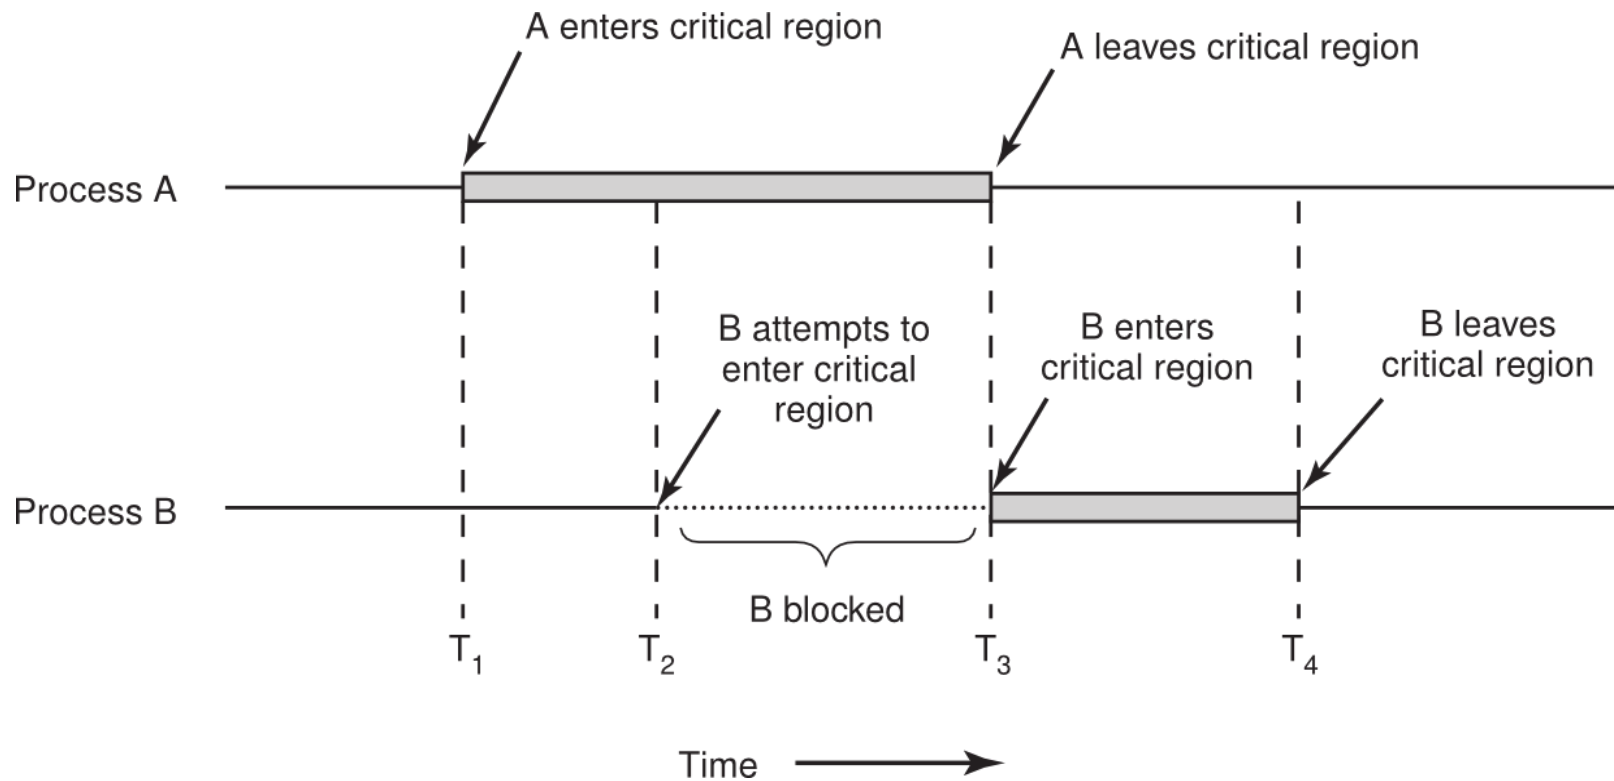 A enters critical region
A leaves critical region
Process A
B attempts to
enter critical
region
B enters
critical region
B leaves
critical region
Process B
B blocked
T1
T2
T3
T4
Time